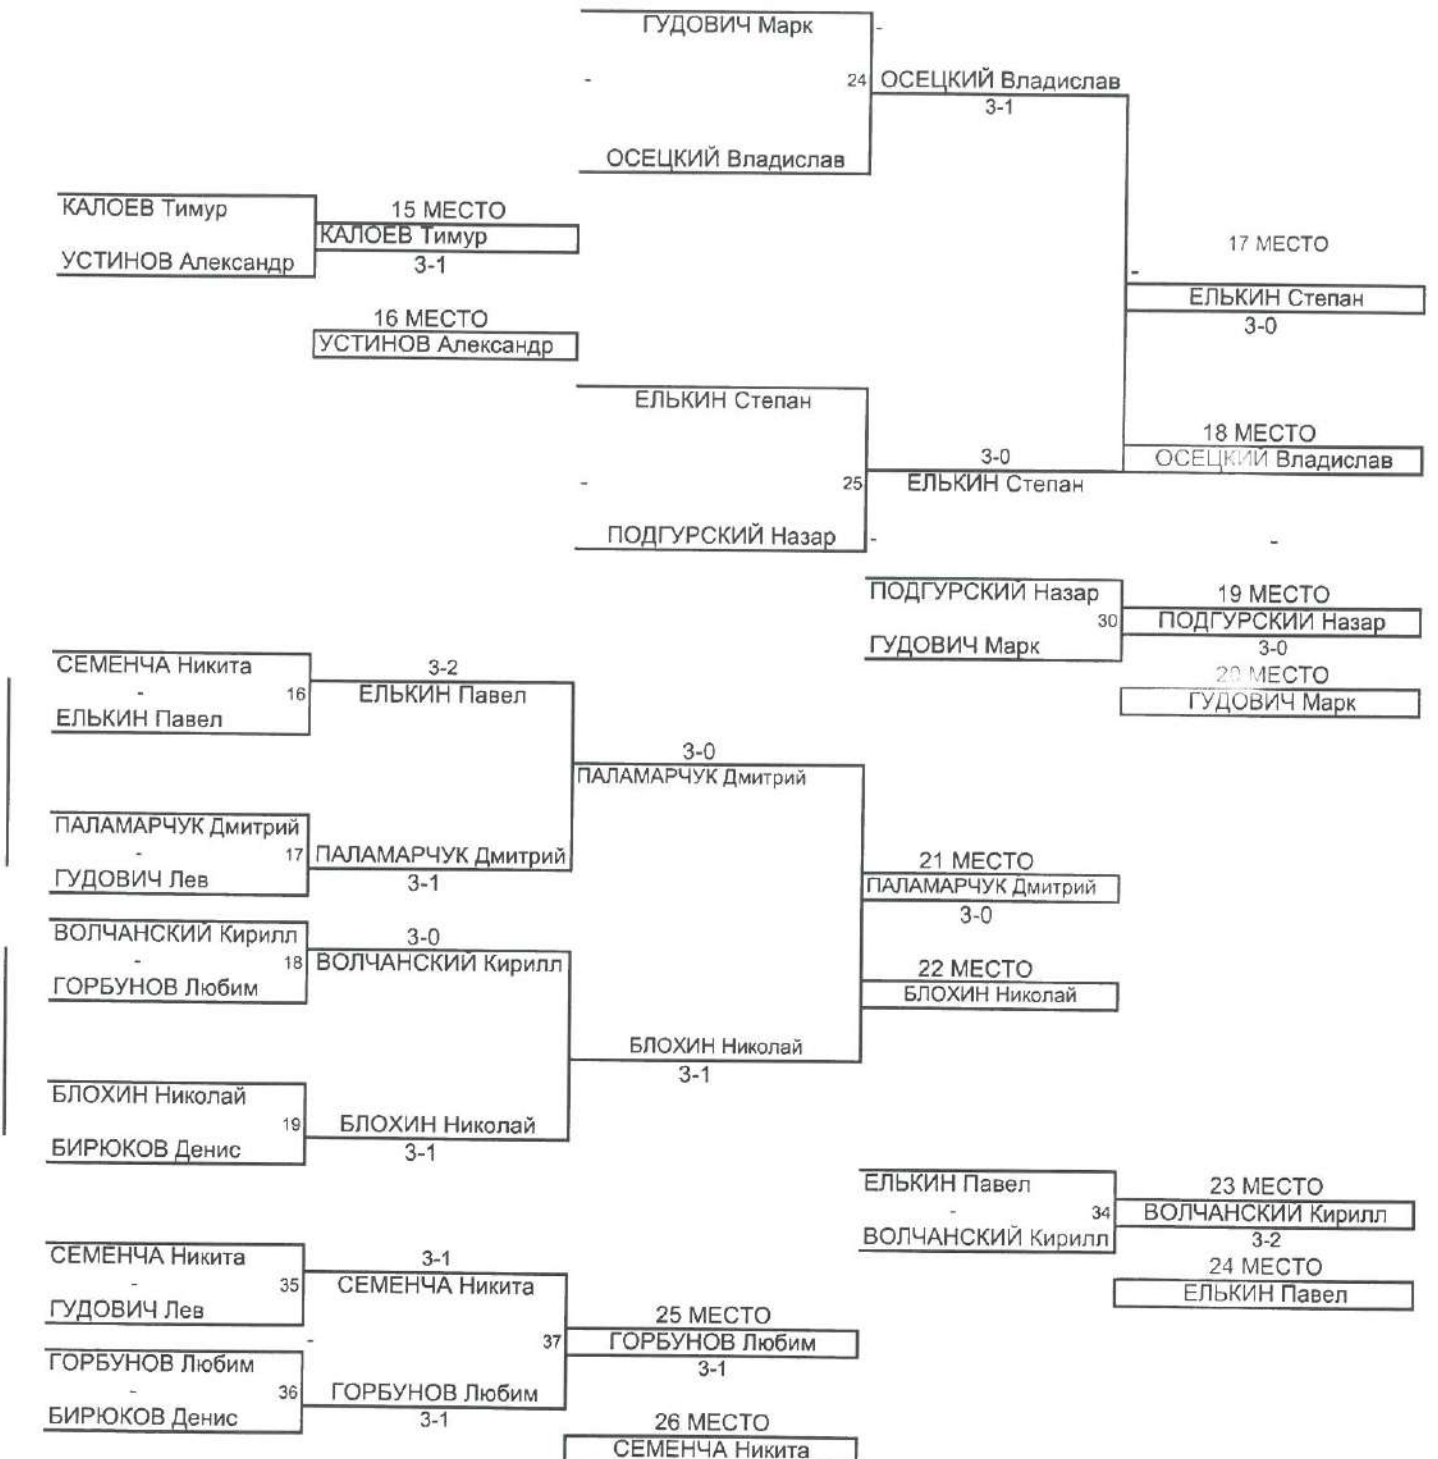 ГУДОВИЧ Марк
-
-
24
ОСЕЦКИЙ Владислав
3-1
ОСЕЦКИЙ Владислав
КАЛОЕВ Тимур
15 МЕСТО
КАЛОЕВ Тимур
УСТИНОВ Александр
3-1
16 МЕСТО
УСТИНОВ Александр
17 МЕСТО
-
ЕЛЬКИН Степан
3-0
ЕЛЬКИН Степан
18 МЕСТО
3-0
ОСЕЦКИЙ Владислав
-
25
ЕЛЬКИН Степан
ПОДГУРСКИЙ Назар
-
-
ПОДГУРСКИЙ Назар
19 МЕСТО
30
ПОДГУРСКИЙ Назар
ГУДОВИЧ Марк
3-0
20 МЕСТО
ГУДОВИЧ Марк
СЕМЕНЧА Никита
3-2
-
16
ЕЛЬКИН Павел
ЕЛЬКИН Павел
3-0
ПАЛАМАРЧУК Дмитрий
ПАЛАМАРЧУК Дмитрий
-
17
ПАЛАМАРЧУК Дмитрий
ГУДОВИЧ Лев
3-1
21 МЕСТО
ПАЛАМАРЧУК Дмитрий
3-0
ВОЛЧАНСКИЙ Кирилл
3-0
-
18
ВОЛЧАНСКИЙ Кирилл
ГОРБУНОВ Любим
22 МЕСТО
БЛОХИН Николай
БЛОХИН Николай
3-1
БЛОХИН Николай
19
БЛОХИН Николай
БИРЮКОВ Денис
3-1
ЕЛЬКИН Павел
23 МЕСТО
-
34
ВОЛЧАНСКИЙ Кирилл
ВОЛЧАНСКИЙ Кирилл
3-2
24 МЕСТО
ЕЛЬКИН Павел
СЕМЕНЧА Никита
3-1
-
35
СЕМЕНЧА Никита
ГУДОВИЧ Лев
-
25 МЕСТО
37
ГОРБУНОВ Любим
3-1
ГОРБУНОВ Любим
-
36
ГОРБУНОВ Любим
БИРЮКОВ Денис
3-1
26 МЕСТО
СЕМЕНЧА Никита